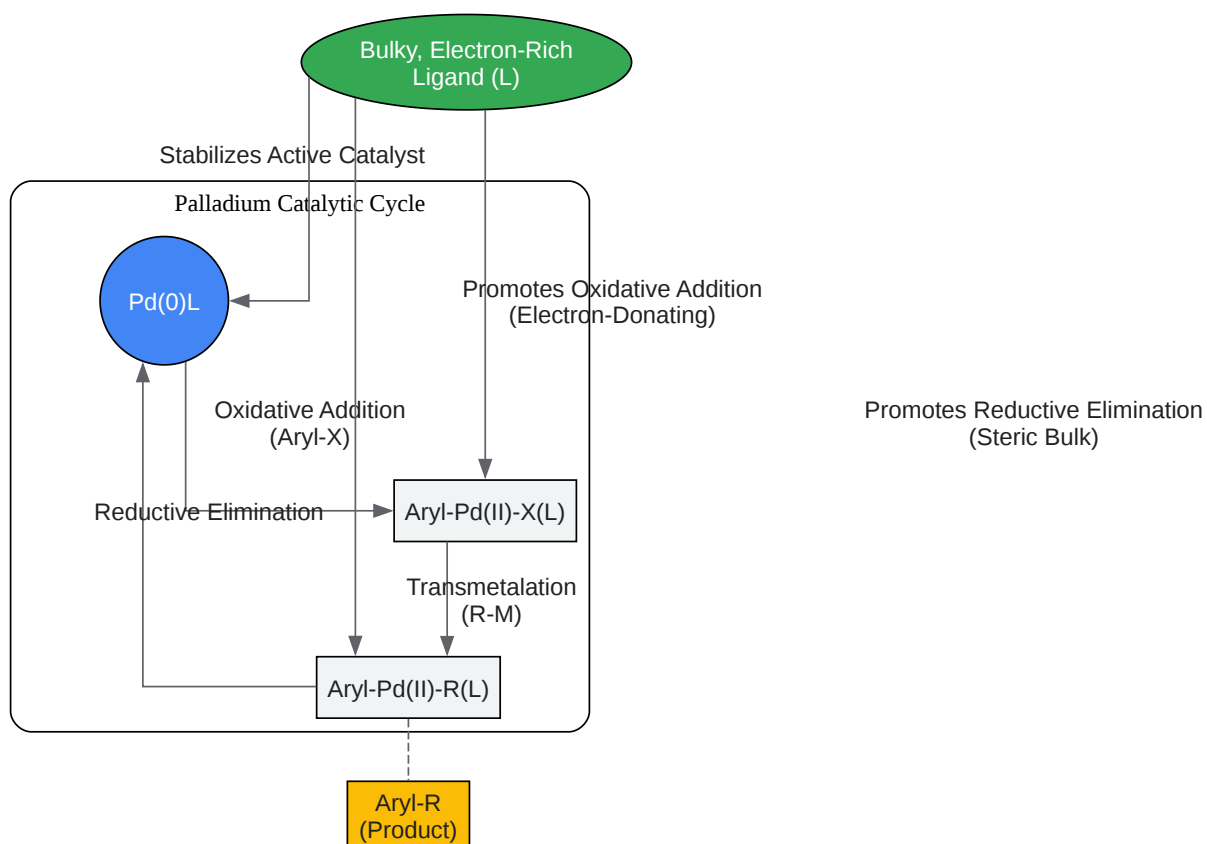 Bulky, Electron-Rich
Ligand (L)
Stabilizes Active Catalyst
Palladium Catalytic Cycle
Pd(0)L
Promotes Oxidative Addition
(Electron-Donating)
Oxidative Addition
(Aryl-X)
Promotes Reductive Elimination
(Steric Bulk)
Reductive Elimination
Aryl-Pd(II)-X(L)
Transmetalation
(R-M)
Aryl-Pd(II)-R(L)
Aryl-R
(Product)